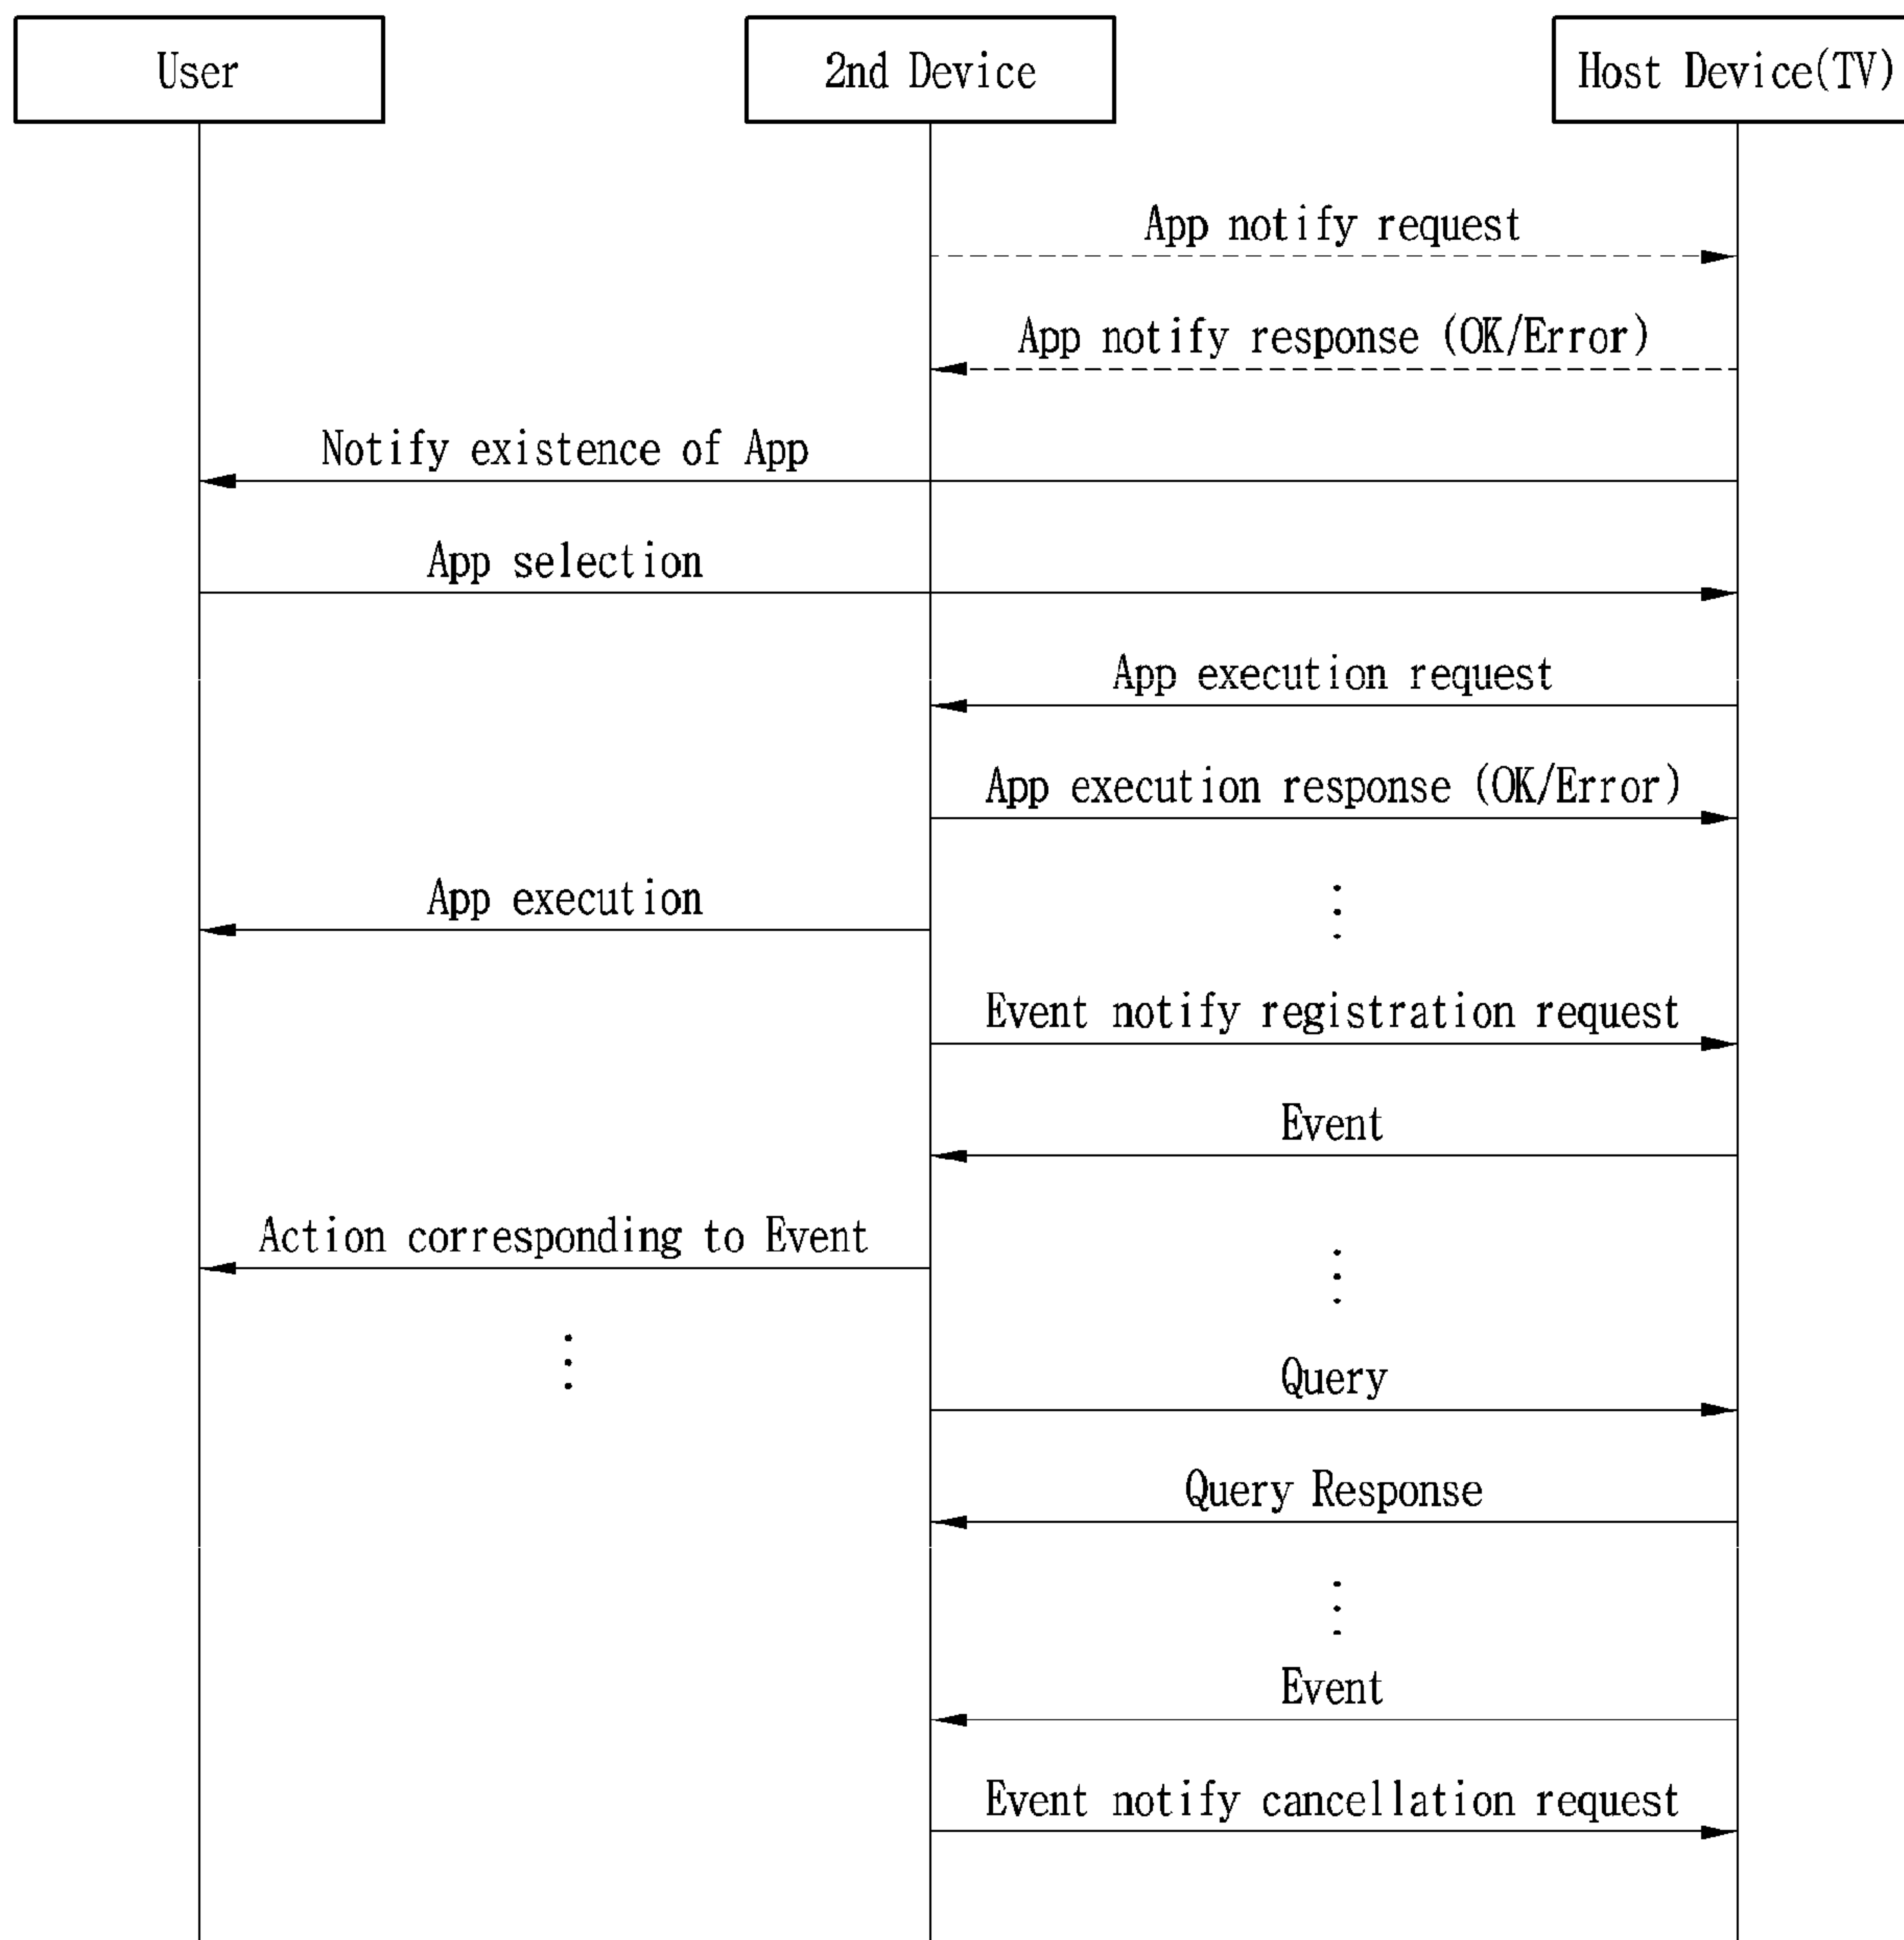 User
2nd Device
Host Device(TV)
App notify request
App notify response (OK/Error)
Notify existence of App
App selection
App execution request
App execution response (OK/Error)
App execution
Event notify registration request
Event
Action corresponding to Event
Query
Query Response
Event
Event notify cancellation request